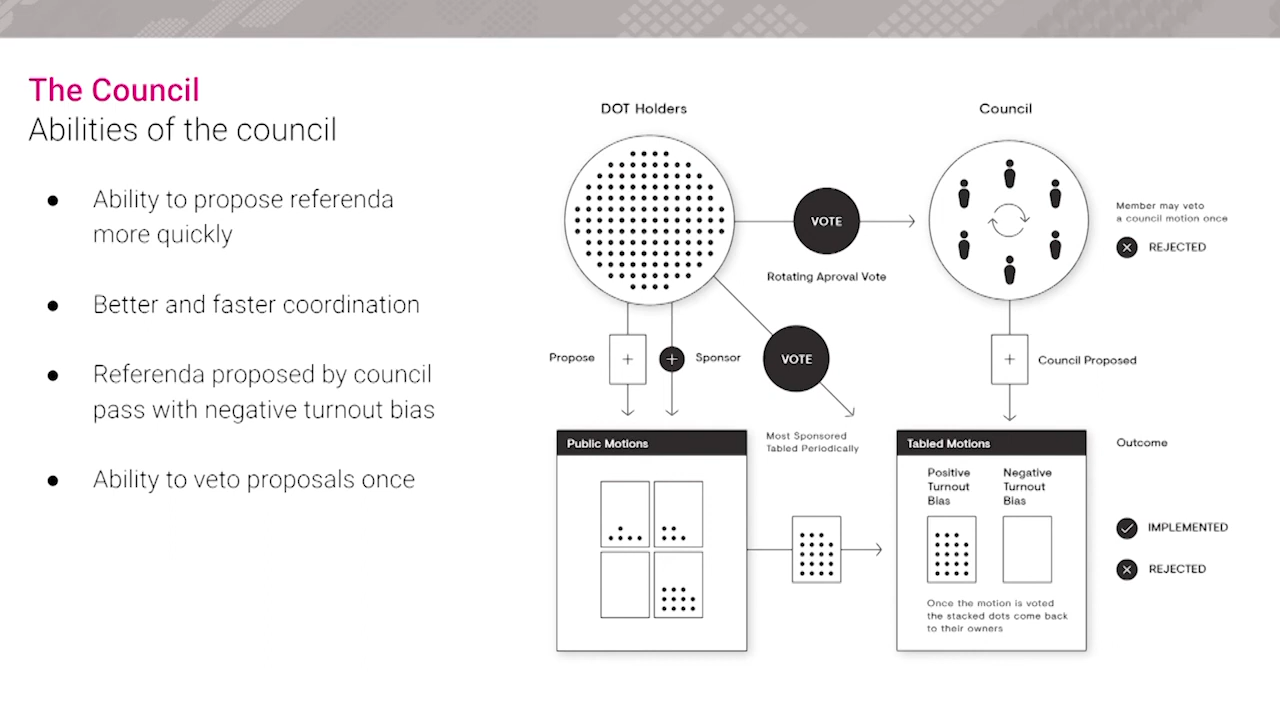 The Council
Abilities of the council
● Ability to propose referenda
more quickly
● Better and faster coordination
● Referenda proposed by council
pass with negative turnout bias
● Ability to veto proposals once
DOT Holders
Council
VOTE
Rotating Aproval Vote
Member may veto
a council motion once
REJECTED
Propose
Sponsor
VOTE
Council Proposed
Most Sponsored
Tabled Periodically
Public Motions
Tabled Motions
Positive
Turnout
Bias
Negative
Turnout
Bias
Once the motion is voted
the stacked dots come back
to their owners
Outcome
IMPLEMENTED
REJECTED